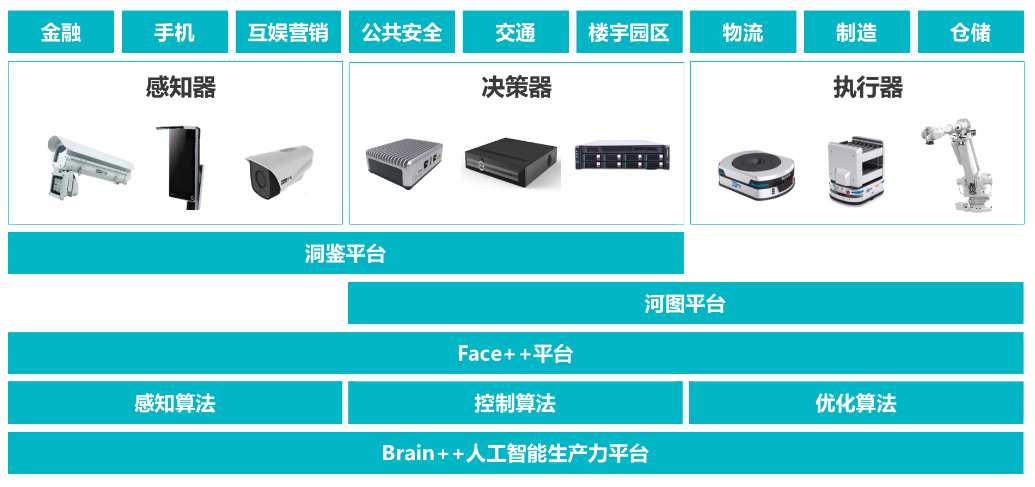 金融 手机 互娱营销 公共安全 交通 楼宇园区 物流 制造 仓储
感知器 决策器 执行器
洞鉴平台
河图平台
Face++平台
感知算法 控制算法 优化算法
Brain++人工智能生产力平台